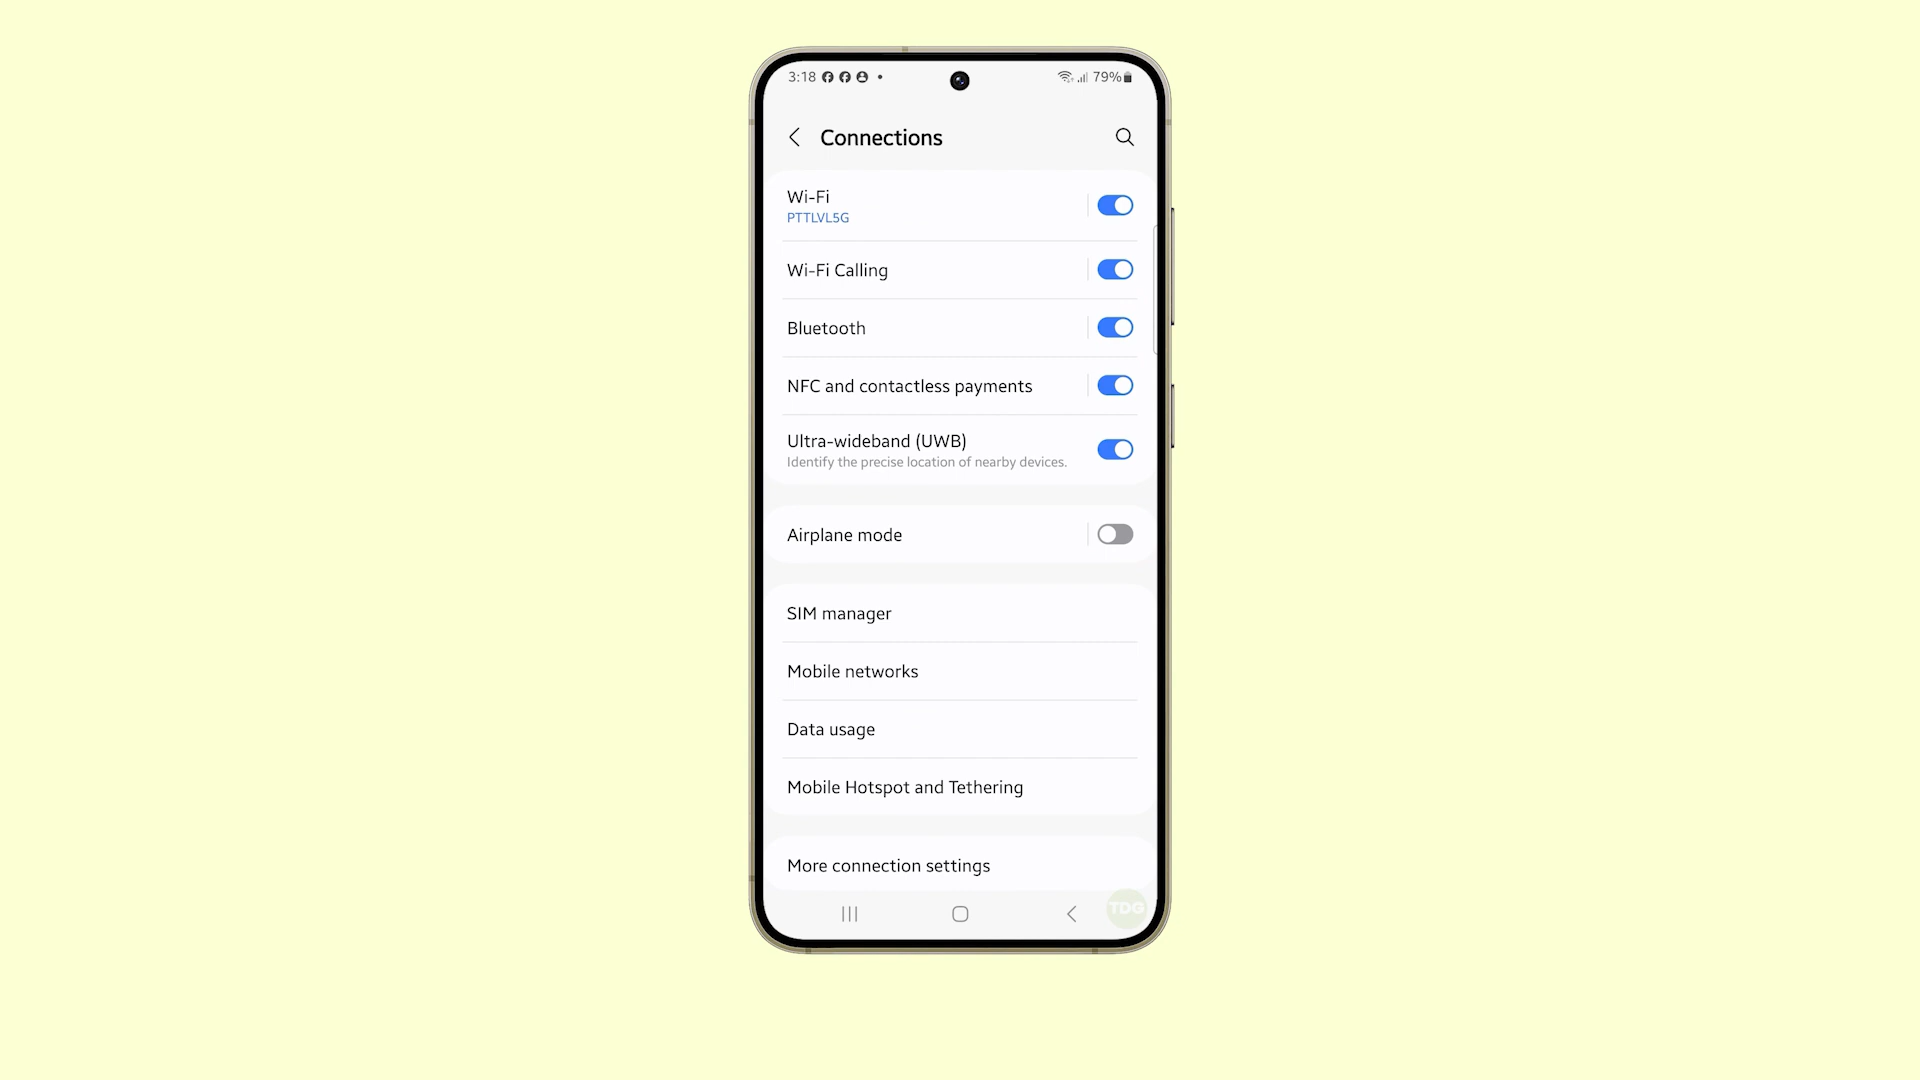 3:18
79%
Connections
Wi-Fi
PTTLVL5G
Wi-Fi Calling
Bluetooth
NFC and contactless payments
Ultra-wideband (UWB)
Identify the precise location of nearby devices.
Airplane mode
SIM manager
Mobile networks
Data usage
Mobile Hotspot and Tethering
More connection settings
TDG